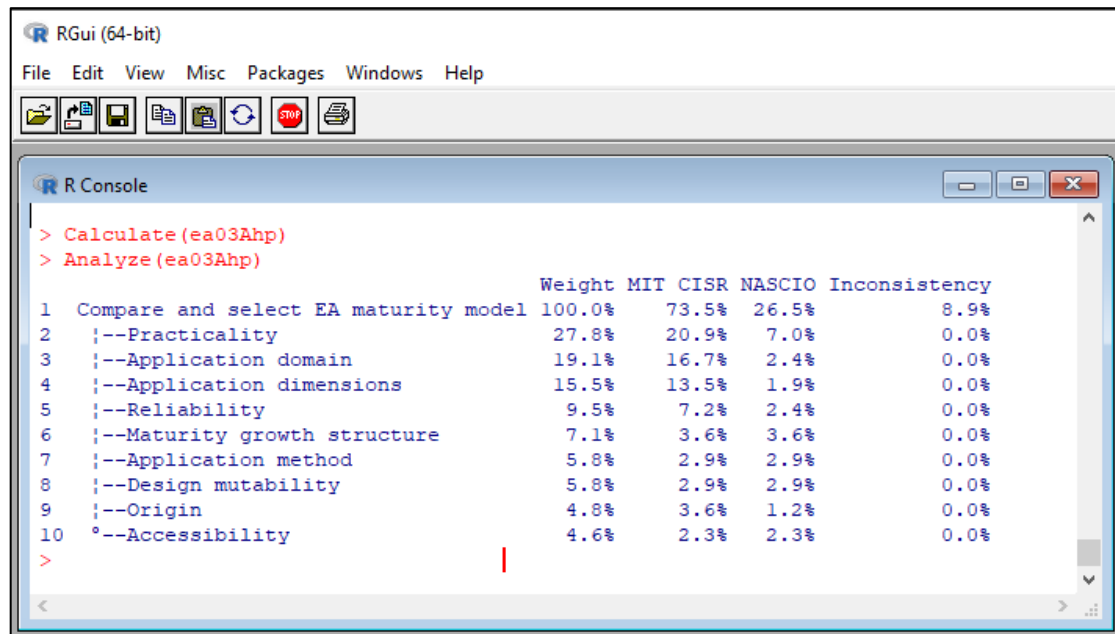 RGui (64-bit)
File Edit View Misc Packages Windows Help
STOP
R Console
> Calculate(ea03Ahp)
> Analyze(ea03Ahp)
Weight MIT CISR NASCIO Inconsistency
1 Compare and select EA maturity model 100.0% 73.5% 26.5% 8.9%
2 ¦--Practicality 27.8% 20.9% 7.0% 0.0%
3 ¦--Application domain 19.1% 16.7% 2.4% 0.0%
4 ¦--Application dimensions 15.5% 13.5% 1.9% 0.0%
5 ¦--Reliability 9.5% 7.2% 2.4% 0.0%
6 ¦--Maturity growth structure 7.1% 3.6% 3.6% 0.0%
7 ¦--Application method 5.8% 2.9% 2.9% 0.0%
8 ¦--Design mutability 5.8% 2.9% 2.9% 0.0%
9 ¦--Origin 4.8% 3.6% 1.2% 0.0%
10 °--Accessibility 4.6% 2.3% 2.3% 0.0%
>